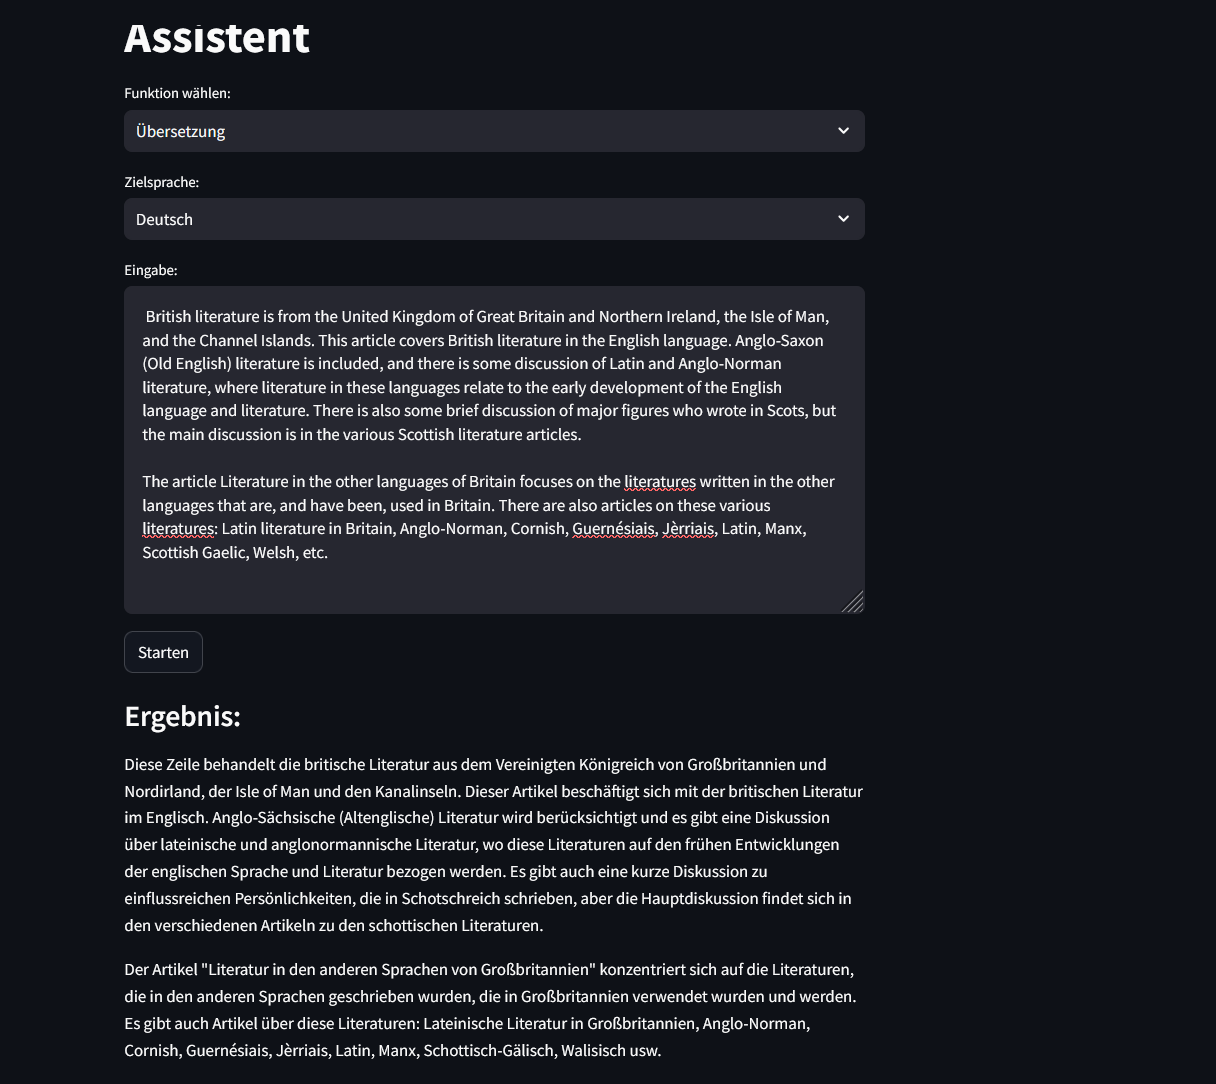 Assistent
Funktion wählen:
Übersetzung
Zielsprache:
Deutsch
Eingabe:
British literature is from the United Kingdom of Great Britain and Northern Ireland, the Isle of Man,
and the Channel Islands. This article covers British literature in the English language. Anglo-Saxon
(Old English) literature is included, and there is some discussion of Latin and Anglo-Norman
literature, where literature in these languages relate to the early development of the English
language and literature. There is also some brief discussion of major figures who wrote in Scots, but
the main discussion is in the various Scottish literature articles.
The article Literature in the other languages of Britain focuses on the literatures written in the other
languages that are, and have been, used in Britain. There are also articles on these various
literatures: Latin literature in Britain, Anglo-Norman, Cornish, Guernésiais, Jèrriais, Latin, Manx,
Scottish Gaelic, Welsh, etc.
Starten
Ergebnis:
Diese Zeile behandelt die britische Literatur aus dem Vereinigten Königreich von Großbritannien und
Nordirland, der Isle of Man und den Kanalinseln. Dieser Artikel beschäftigt sich mit der britischen Literatur
im Englisch. Anglo-Sächsische (Altenglische) Literatur wird berücksichtigt und es gibt eine Diskussion
über lateinische und anglonormannische Literatur, wo diese Literaturen auf den frühen Entwicklungen
der englischen Sprache und Literatur bezogen werden. Es gibt auch eine kurze Diskussion zu
einflussreichen Persönlichkeiten, die in Schotschreich schrieben, aber die Hauptdiskussion findet sich in
den verschiedenen Artikeln zu den schottischen Literaturen.
Der Artikel "Literatur in den anderen Sprachen von Großbritannien" konzentriert sich auf die Literaturen,
die in den anderen Sprachen geschrieben wurden, die in Großbritannien verwendet wurden und werden.
Es gibt auch Artikel über diese Literaturen: Lateinische Literatur in Großbritannien, Anglo-Norman,
Cornish, Guernésiais, Jèrriais, Latin, Manx, Schottisch-Gälisch, Walisisch usw.